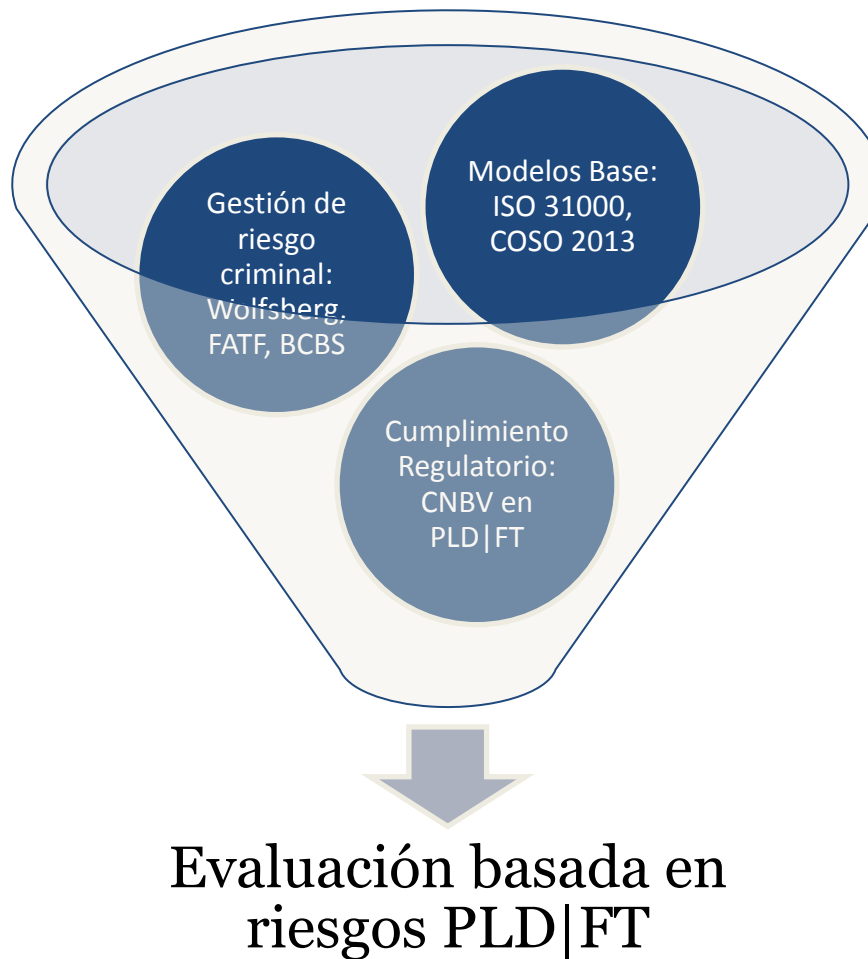 Gestión de
riesgo
criminal:
Wolfsberg,
FATF, BCBS
Modelos Base:
ISO 31000,
COSO 2013
Cumplimiento
Regulatorio:
CNBV en
PLD|FT
Evaluación basada en
riesgos PLD|FT